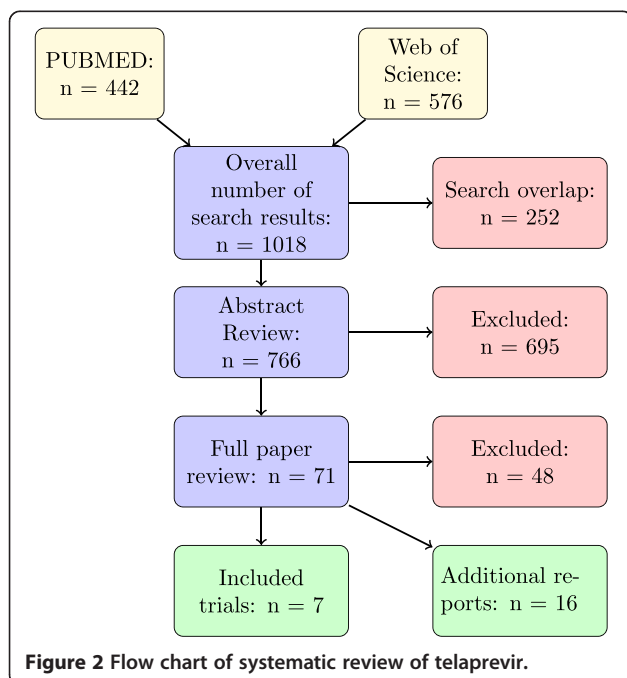 PUBMED:
n = 442
Web of
Science:
n = 576
Overall
number of
search results:
n = 1018
Search overlap:
n = 252
Abstract
Review:
n = 766
Excluded:
n = 695
Full paper
review: n = 71
Excluded:
n = 48
Included
trials: n = 7
Additional re-
ports: n = 16
Figure 2 Flow chart of systematic review of telaprevir.